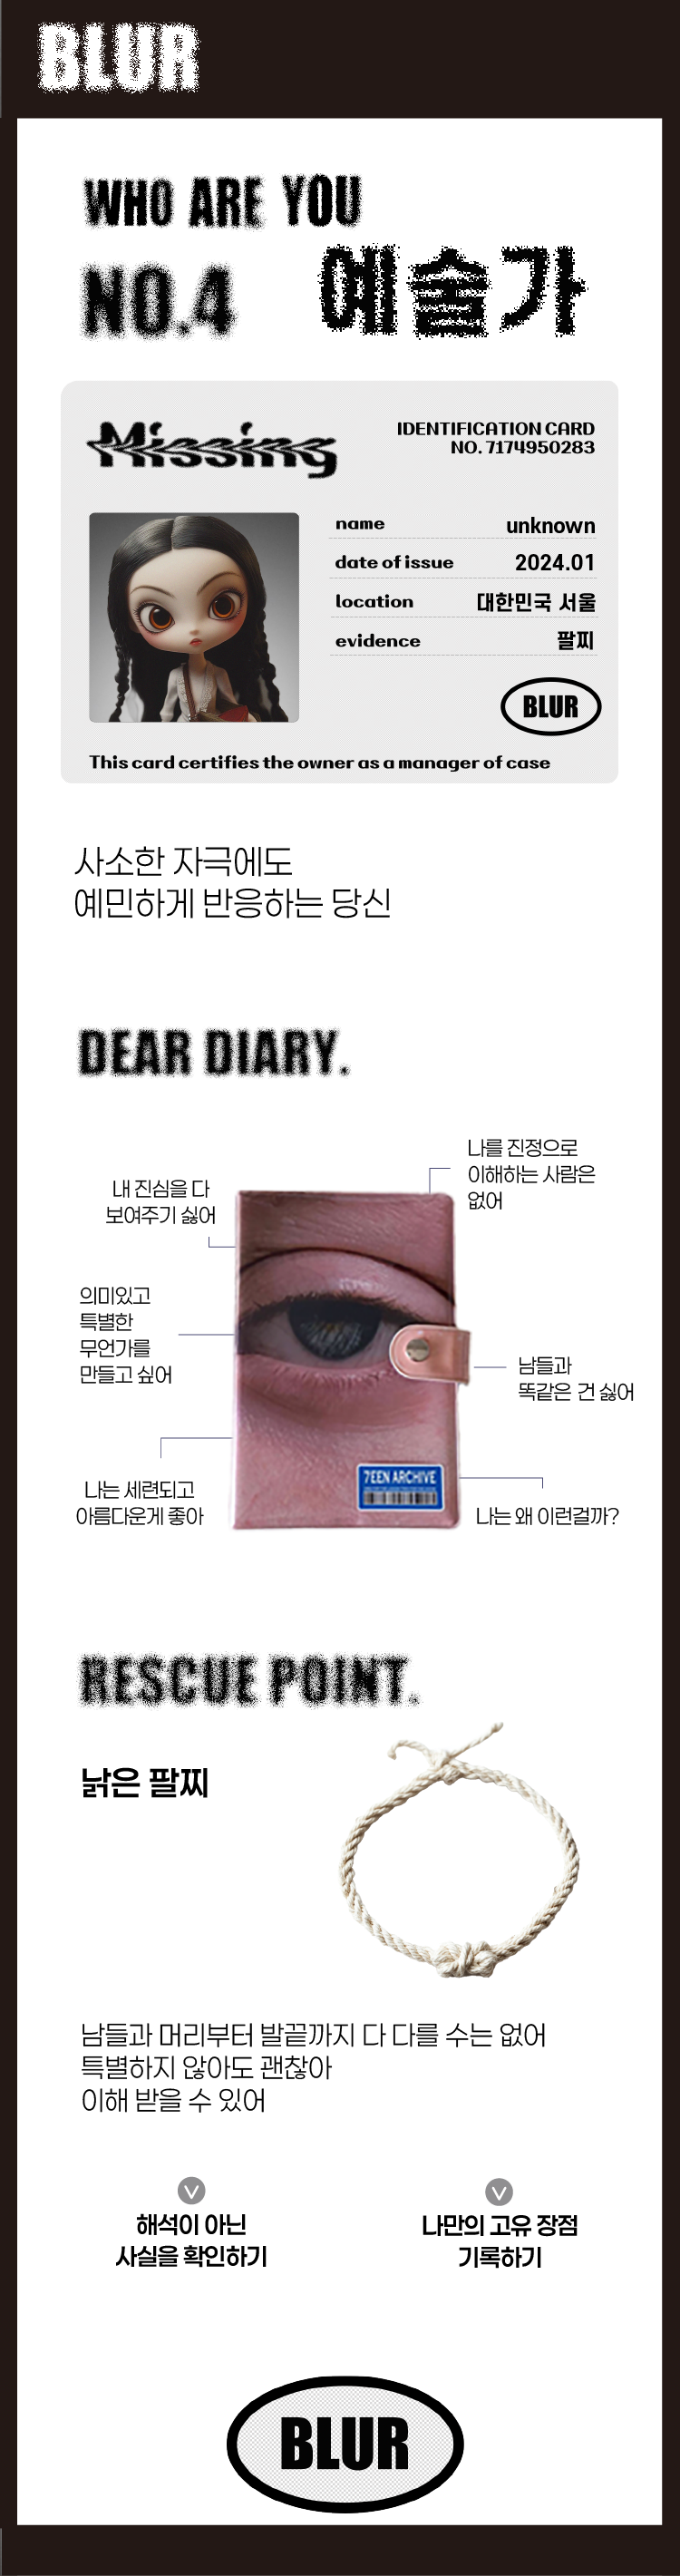 BLUR
WHO ARE YOU
NO.4 예술가
Missing
IDENTIFICATION CARD
NO. 7174950283
name unknown
date of issue 2024.01
location 대한민국 서울
evidence 팔찌
BLUR
This card certifies the owner as a manager of case
사소한 자극에도
예민하게 반응하는 당신
DEAR DIARY.
나를 진정으로
이해하는 사람은
없어
내 진심을 다
보여주기 싫어
의미있고
특별한
무언가를
만들고 싶어
남들과
똑같은 건 싫어
나는 세련되고
아름다운게 좋아
7EEN ARCHIVE
나는 왜 이런걸까?
RESCUE POINT.
낡은 팔찌
남들과 머리부터 발끝까지 다 다를 수는 없어
특별하지 않아도 괜찮아
이해 받을 수 있어
해석이 아닌
사실을 확인하기
나만의 고유 장점
기록하기
BLUR